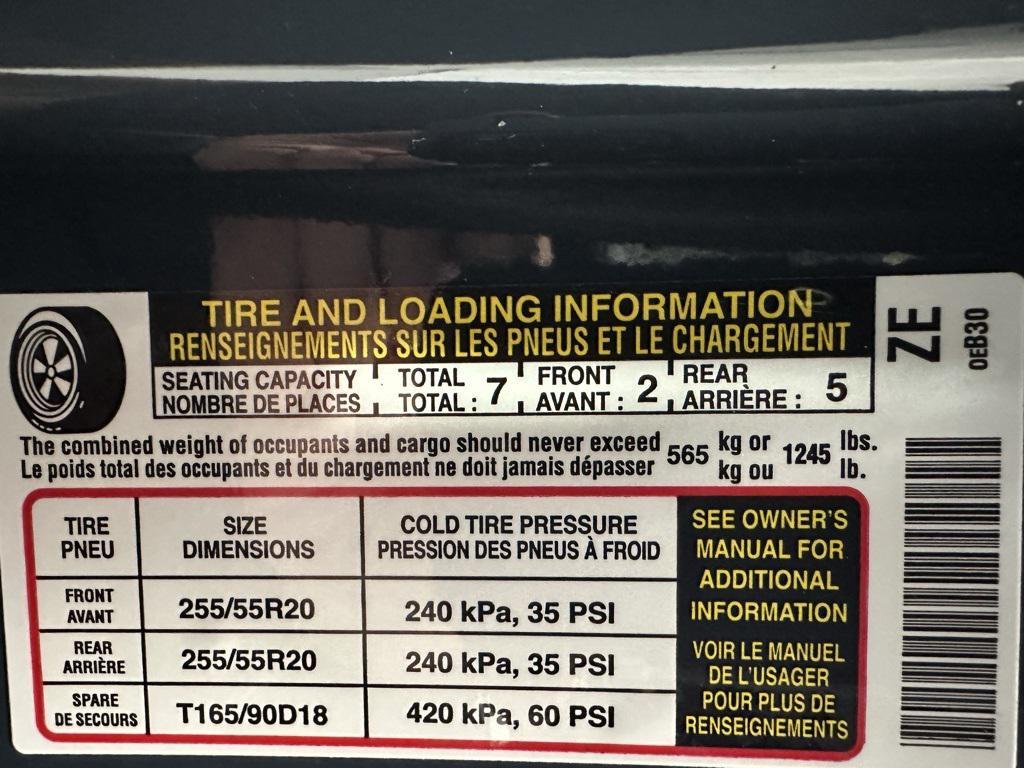 TIRE AND LOADING INFORMATION
RENSEIGNEMENTS SUR LES PNEUS ET LE CHARGEMENT
SEATING CAPACITY TOTAL 7 FRONT 2 REAR 5
NOMBRE DE PLACES TOTAL : AVANT : ARRIÈRE :
The combined weight of occupants and cargo should never exceed 565 kg or 1245 lbs.
Le poids total des occupants et du chargement ne doit jamais dépasser kg ou lb.
TIRE SIZE COLD TIRE PRESSURE
PNEU DIMENSIONS PRESSION DES PNEUS À FROID
FRONT
AVANT 255/55R20 240 kPa, 35 PSI
REAR
ARRIÈRE 255/55R20 240 kPa, 35 PSI
SPARE
DE SECOURS T165/90D18 420 kPa, 60 PSI
SEE OWNER'S
MANUAL FOR
ADDITIONAL
INFORMATION
VOIR LE MANUEL
DE L'USAGER
POUR PLUS DE
RENSEIGNEMENTS
ZE
0EB30